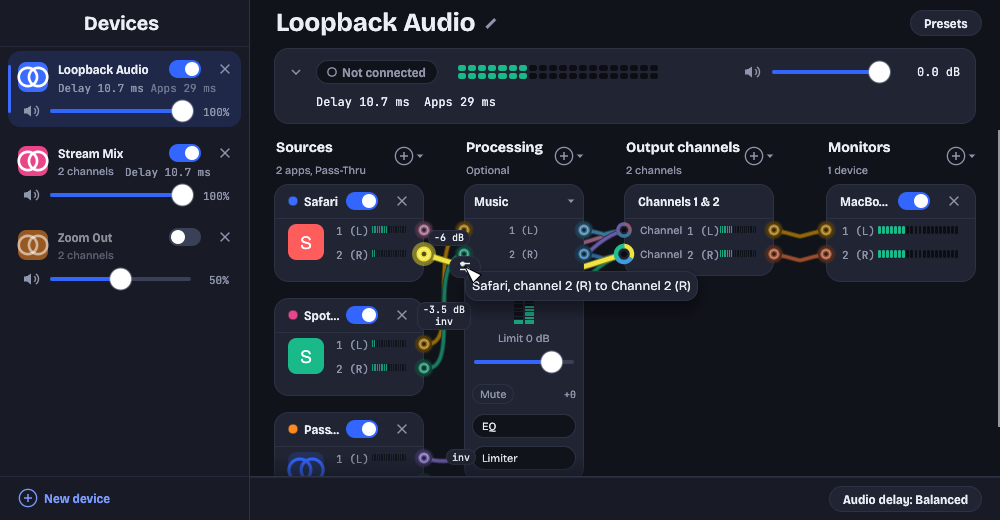 Devices
Loopback Audio
Delay 10.7 ms Apps 29 ms
100%
Stream Mix
2 channels Delay 10.7 ms
100%
Zoom Out
2 channels
50%
New device
Loopback Audio
Presets
Not connected
0.0 dB
Delay 10.7 ms Apps 29 ms
Sources
2 apps, Pass-Thru
Processing
Optional
Output channels
2 channels
Monitors
1 device
Safari
S
1 (L)
2 (R)
-6 dB
Music
1 (L)
2 (R)
Channels 1 & 2
Channel 1 (L)
Channel 2 (R)
MacBo...
1 (L)
2 (R)
Safari, channel 2 (R) to Channel 2 (R)
Spot...
S
1 (L)
2 (R)
-3.5 dB
inv
Limit 0 dB
Mute +0
EQ
Limiter
Pass...
1 (L)
inv
Audio delay: Balanced